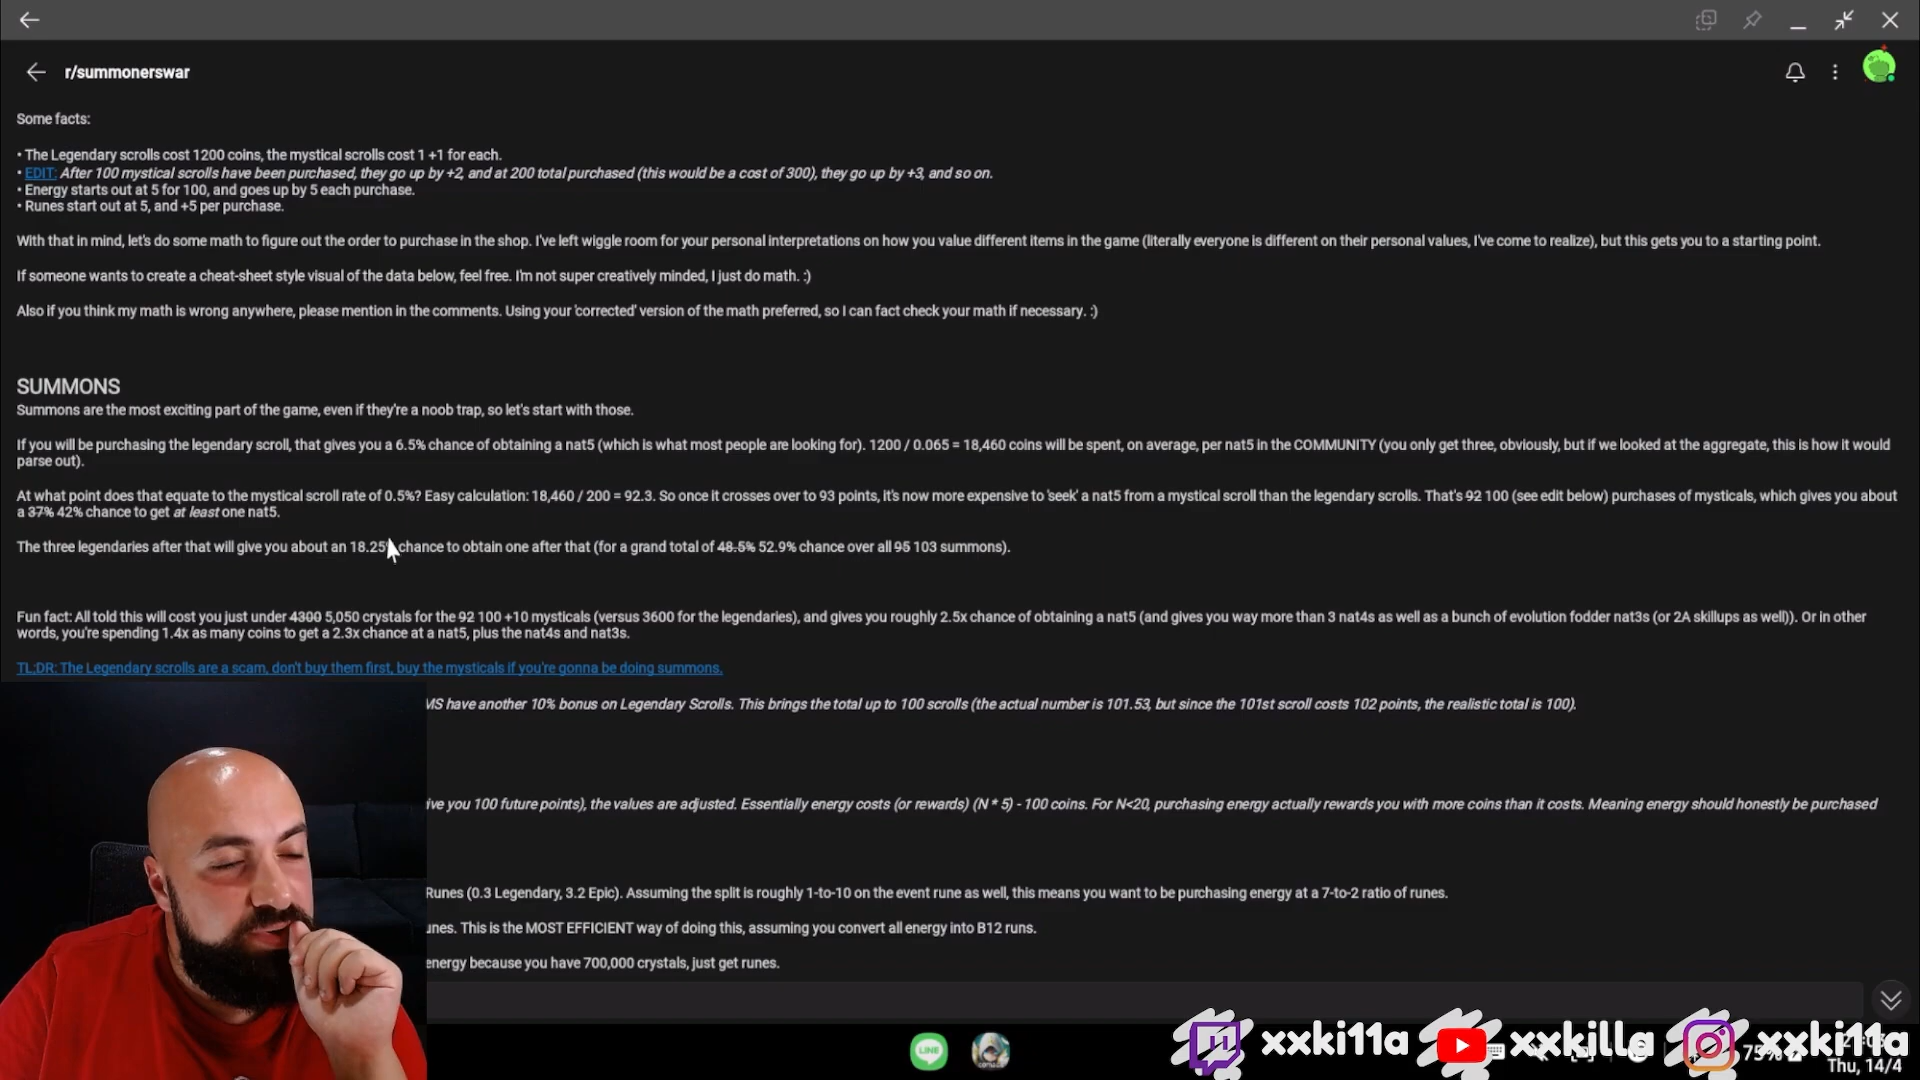 r/summonerswar
Some facts:
• The Legendary scrolls cost 1200 coins, the mystical scrolls cost 1 +1 for each.
• EDIT: After 100 mystical scrolls have been purchased, they go up by +2, and at 200 total purchased (this would be a cost of 300), they go up by +3, and so on.
• Energy starts out at 5 for 100, and goes up by 5 each purchase.
• Runes start out at 5, and +5 per purchase.
With that in mind, let's do some math to figure out the order to purchase in the shop. I've left wiggle room for your personal interpretations on how you value different items in the game (literally everyone is different on their personal values, I've come to realize), but this gets you to a starting point.
If someone wants to create a cheat-sheet style visual of the data below, feel free. I'm not super creatively minded, I just do math. :)
Also if you think my math is wrong anywhere, please mention in the comments. Using your 'corrected' version of the math preferred, so I can fact check your math if necessary. :)
SUMMONS
Summons are the most exciting part of the game, even if they're a noob trap, so let's start with those.
If you will be purchasing the legendary scroll, that gives you a 6.5% chance of obtaining a nat5 (which is what most people are looking for). 1200 / 0.065 = 18,460 coins will be spent, on average, per nat5 in the COMMUNITY (you only get three, obviously, but if we looked at the aggregate, this is how it would
parse out).
At what point does that equate to the mystical scroll rate of 0.5%? Easy calculation: 18,460 / 200 = 92.3. So once it crosses over to 93 points, it's now more expensive to 'seek' a nat5 from a mystical scroll than the legendary scrolls. That's 92 100 (see edit below) purchases of mysticals, which gives you about
a 37% 42% chance to get at least one nat5.
The three legendaries after that will give you about an 18.25% chance to obtain one after that (for a grand total of 48.5% 52.9% chance over all 95 103 summons).
Fun fact: All told this will cost you just under 4300 5,050 crystals for the 92 100 +10 mysticals (versus 3600 for the legendaries), and gives you roughly 2.5x chance of obtaining a nat5 (and gives you way more than 3 nat4s as well as a bunch of evolution fodder nat3s (or 2A skillups as well)). Or in other
words, you're spending 1.4x as many coins to get a 2.3x chance at a nat5, plus the nat4s and nat3s.
TL;DR: The Legendary scrolls are a scam, don't buy them first, buy the mysticals if you're gonna be doing summons.
MS have another 10% bonus on Legendary Scrolls. This brings the total up to 100 scrolls (the actual number is 101.53, but since the 101st scroll costs 102 points, the realistic total is 100).
ive you 100 future points), the values are adjusted. Essentially energy costs (or rewards) (N * 5) - 100 coins. For N<20, purchasing energy actually rewards you with more coins than it costs. Meaning energy should honestly be purchased
Runes (0.3 Legendary, 3.2 Epic). Assuming the split is roughly 1-to-10 on the event rune as well, this means you want to be purchasing energy at a 7-to-2 ratio of runes.
unes. This is the MOST EFFICIENT way of doing this, assuming you convert all energy into B12 runs.
energy because you have 700,000 crystals, just get runes.
LINE
xxki11a
xxkilla
xxki11a
75%
Thu, 14/4